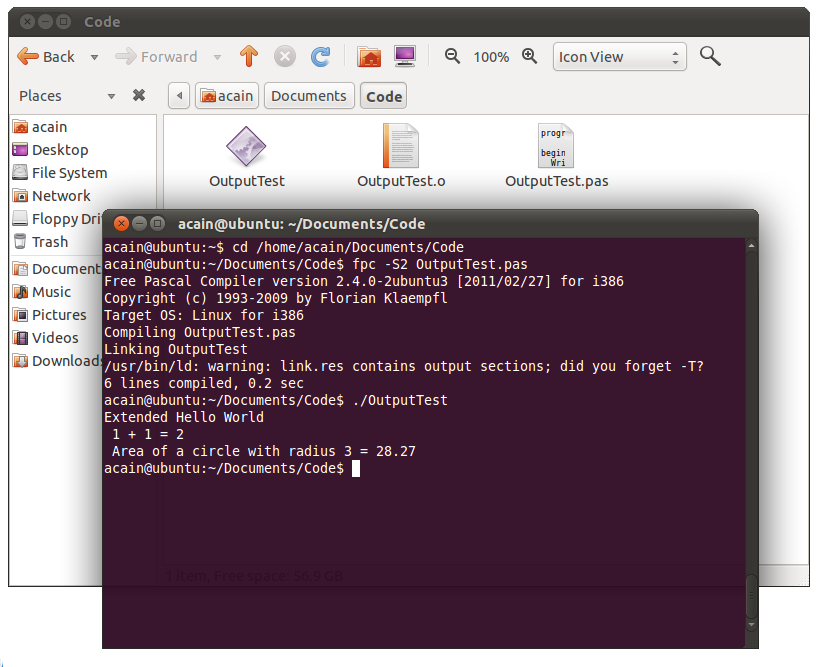 Code
Back Forward 100% Icon View
Places acain Documents Code
acain
Desktop
File System
Network
Floppy Dri
Trash
Document
Music
Pictures
Videos
Downloads
OutputTest OutputTest.o OutputTest.pas
progr
begin
Wri
acain@ubuntu: ~/Documents/Code
acain@ubuntu:~$ cd /home/acain/Documents/Code
acain@ubuntu:~/Documents/Code$ fpc -S2 OutputTest.pas
Free Pascal Compiler version 2.4.0-2ubuntu3 [2011/02/27] for i386
Copyright (c) 1993-2009 by Florian Klaempfl
Target OS: Linux for i386
Compiling OutputTest.pas
Linking OutputTest
/usr/bin/ld: warning: link.res contains output sections; did you forget -T?
6 lines compiled, 0.2 sec
acain@ubuntu:~/Documents/Code$ ./OutputTest
Extended Hello World
1 + 1 = 2
Area of a circle with radius 3 = 28.27
acain@ubuntu:~/Documents/Code$
1 item, Free space: 56.9 GB